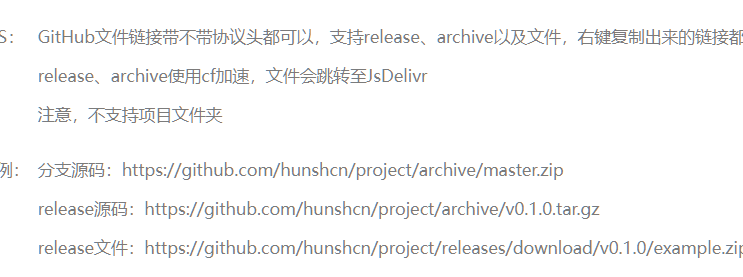 S： GitHub文件链接带不带协议头都可以，支持release、archive以及文件，右键复制出来的链接都
release、archive使用cf加速，文件会跳转至JsDelivr
注意，不支持项目文件夹
例： 分支源码：https://github.com/hunshcn/project/archive/master.zip
release源码：https://github.com/hunshcn/project/archive/v0.1.0.tar.gz
release文件：https://github.com/hunshcn/project/releases/download/v0.1.0/example.zip